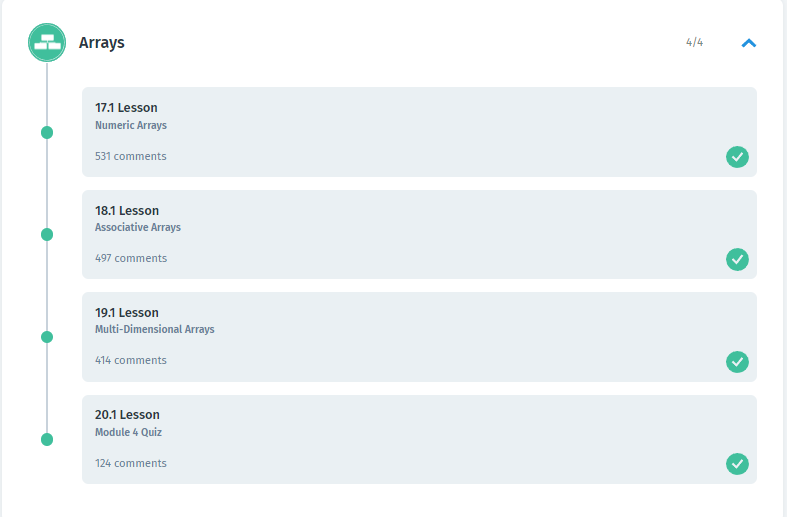 Arrays
4/4
17.1 Lesson
Numeric Arrays
531 comments
18.1 Lesson
Associative Arrays
497 comments
19.1 Lesson
Multi-Dimensional Arrays
414 comments
20.1 Lesson
Module 4 Quiz
124 comments